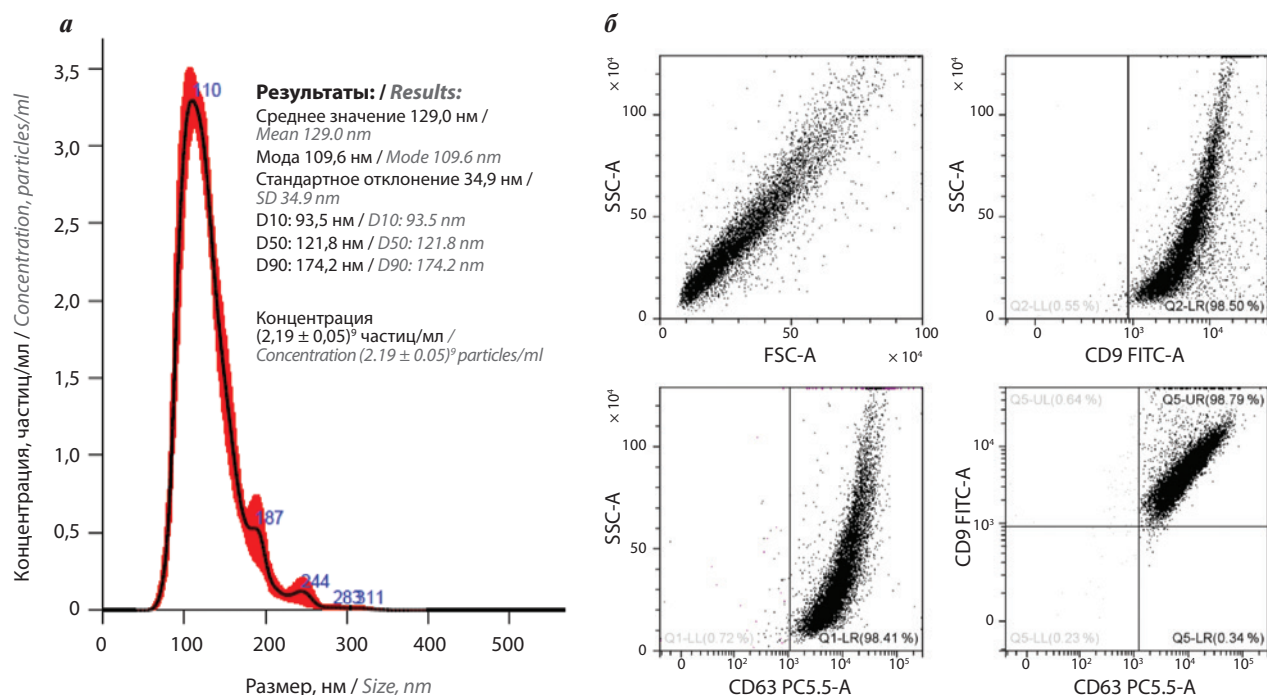 а
Концентрация, частиц/мл / Concentration, particles/ml
3,5
3,0
2,5
2,0
1,5
1,0
0,5
0
0
100
200
300
400
500
Размер, нм / Size, nm
110
187
244
283
311
Результаты: / Results:
Среднее значение 129,0 нм /
Mean 129.0 nm
Мода 109,6 нм / Mode 109.6 nm
Стандартное отклонение 34,9 нм /
SD 34.9 nm
D10: 93,5 нм / D10: 93.5 nm
D50: 121,8 нм / D50: 121.8 nm
D90: 174,2 нм / D90: 174.2 nm
Концентрация
(2,19 ± 0,05)⁹ частиц/мл /
Concentration (2.19 ± 0.05)⁹ particles/ml
б
× 10⁴
SSC-A
100
50
0
0
50
100
FSC-A
× 10⁴
× 10⁴
SSC-A
100
50
0
Q2-LL(0.55 %)
Q2-LR(98.50 %)
0
10³
10⁴
CD9 FITC-A
× 10⁴
SSC-A
100
50
0
Q1-LL(0.72 %)
Q1-LR(98.41 %)
0
10²
10³
10⁴
10⁵
CD63 PC5.5-A
CD9 FITC-A
10⁴
10³
0
Q5-UL(0.64 %)
Q5-UR(98.79 %)
Q5-LL(0.23 %)
Q5-LR(0.34 %)
0
10²
10³
10⁴
10⁵
CD63 PC5.5-A